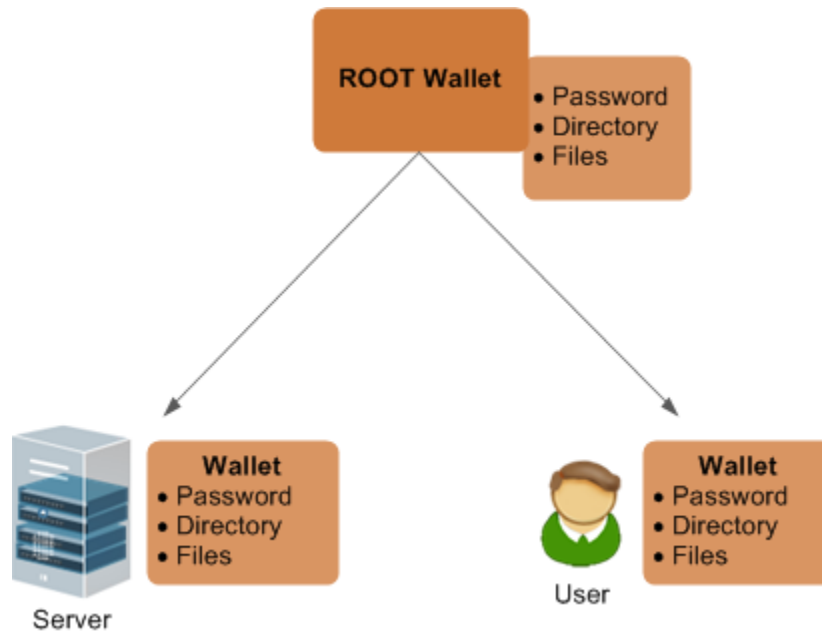 ROOT Wallet
• Password
• Directory
• Files
Wallet
• Password
• Directory
• Files
Server
Wallet
• Password
• Directory
• Files
User